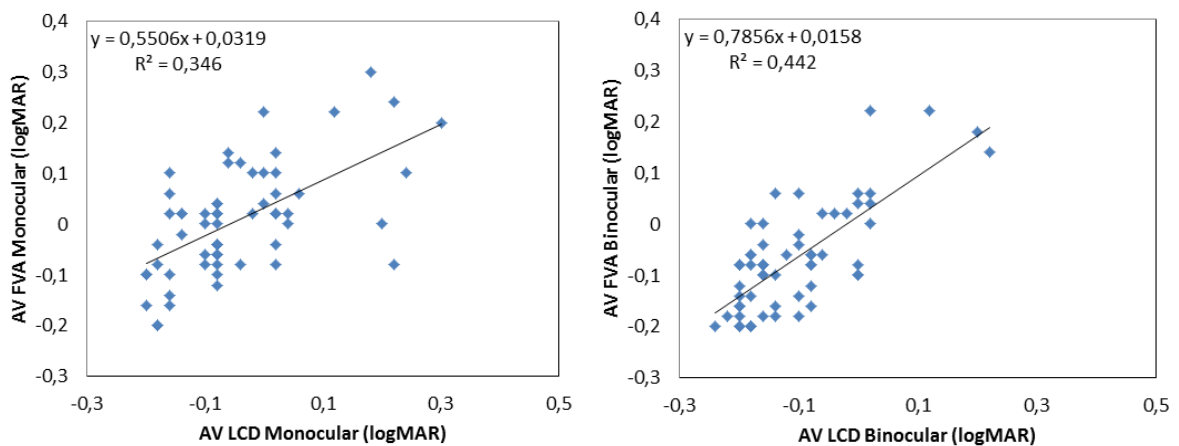 y = 0,5506x + 0,0319
R² = 0,346
AV FVA Monocular (logMAR)
0,4
0,3
0,2
0,1
0
-0,1
-0,2
-0,3
-0,3 -0,1 0,1 0,3 0,5
AV LCD Monocular (logMAR)
y = 0,7856x + 0,0158
R² = 0,442
AV FVA Binocular (logMAR)
0,4
0,3
0,2
0,1
0
-0,1
-0,2
-0,3
-0,3 -0,1 0,1 0,3 0,5
AV LCD Binocular (logMAR)